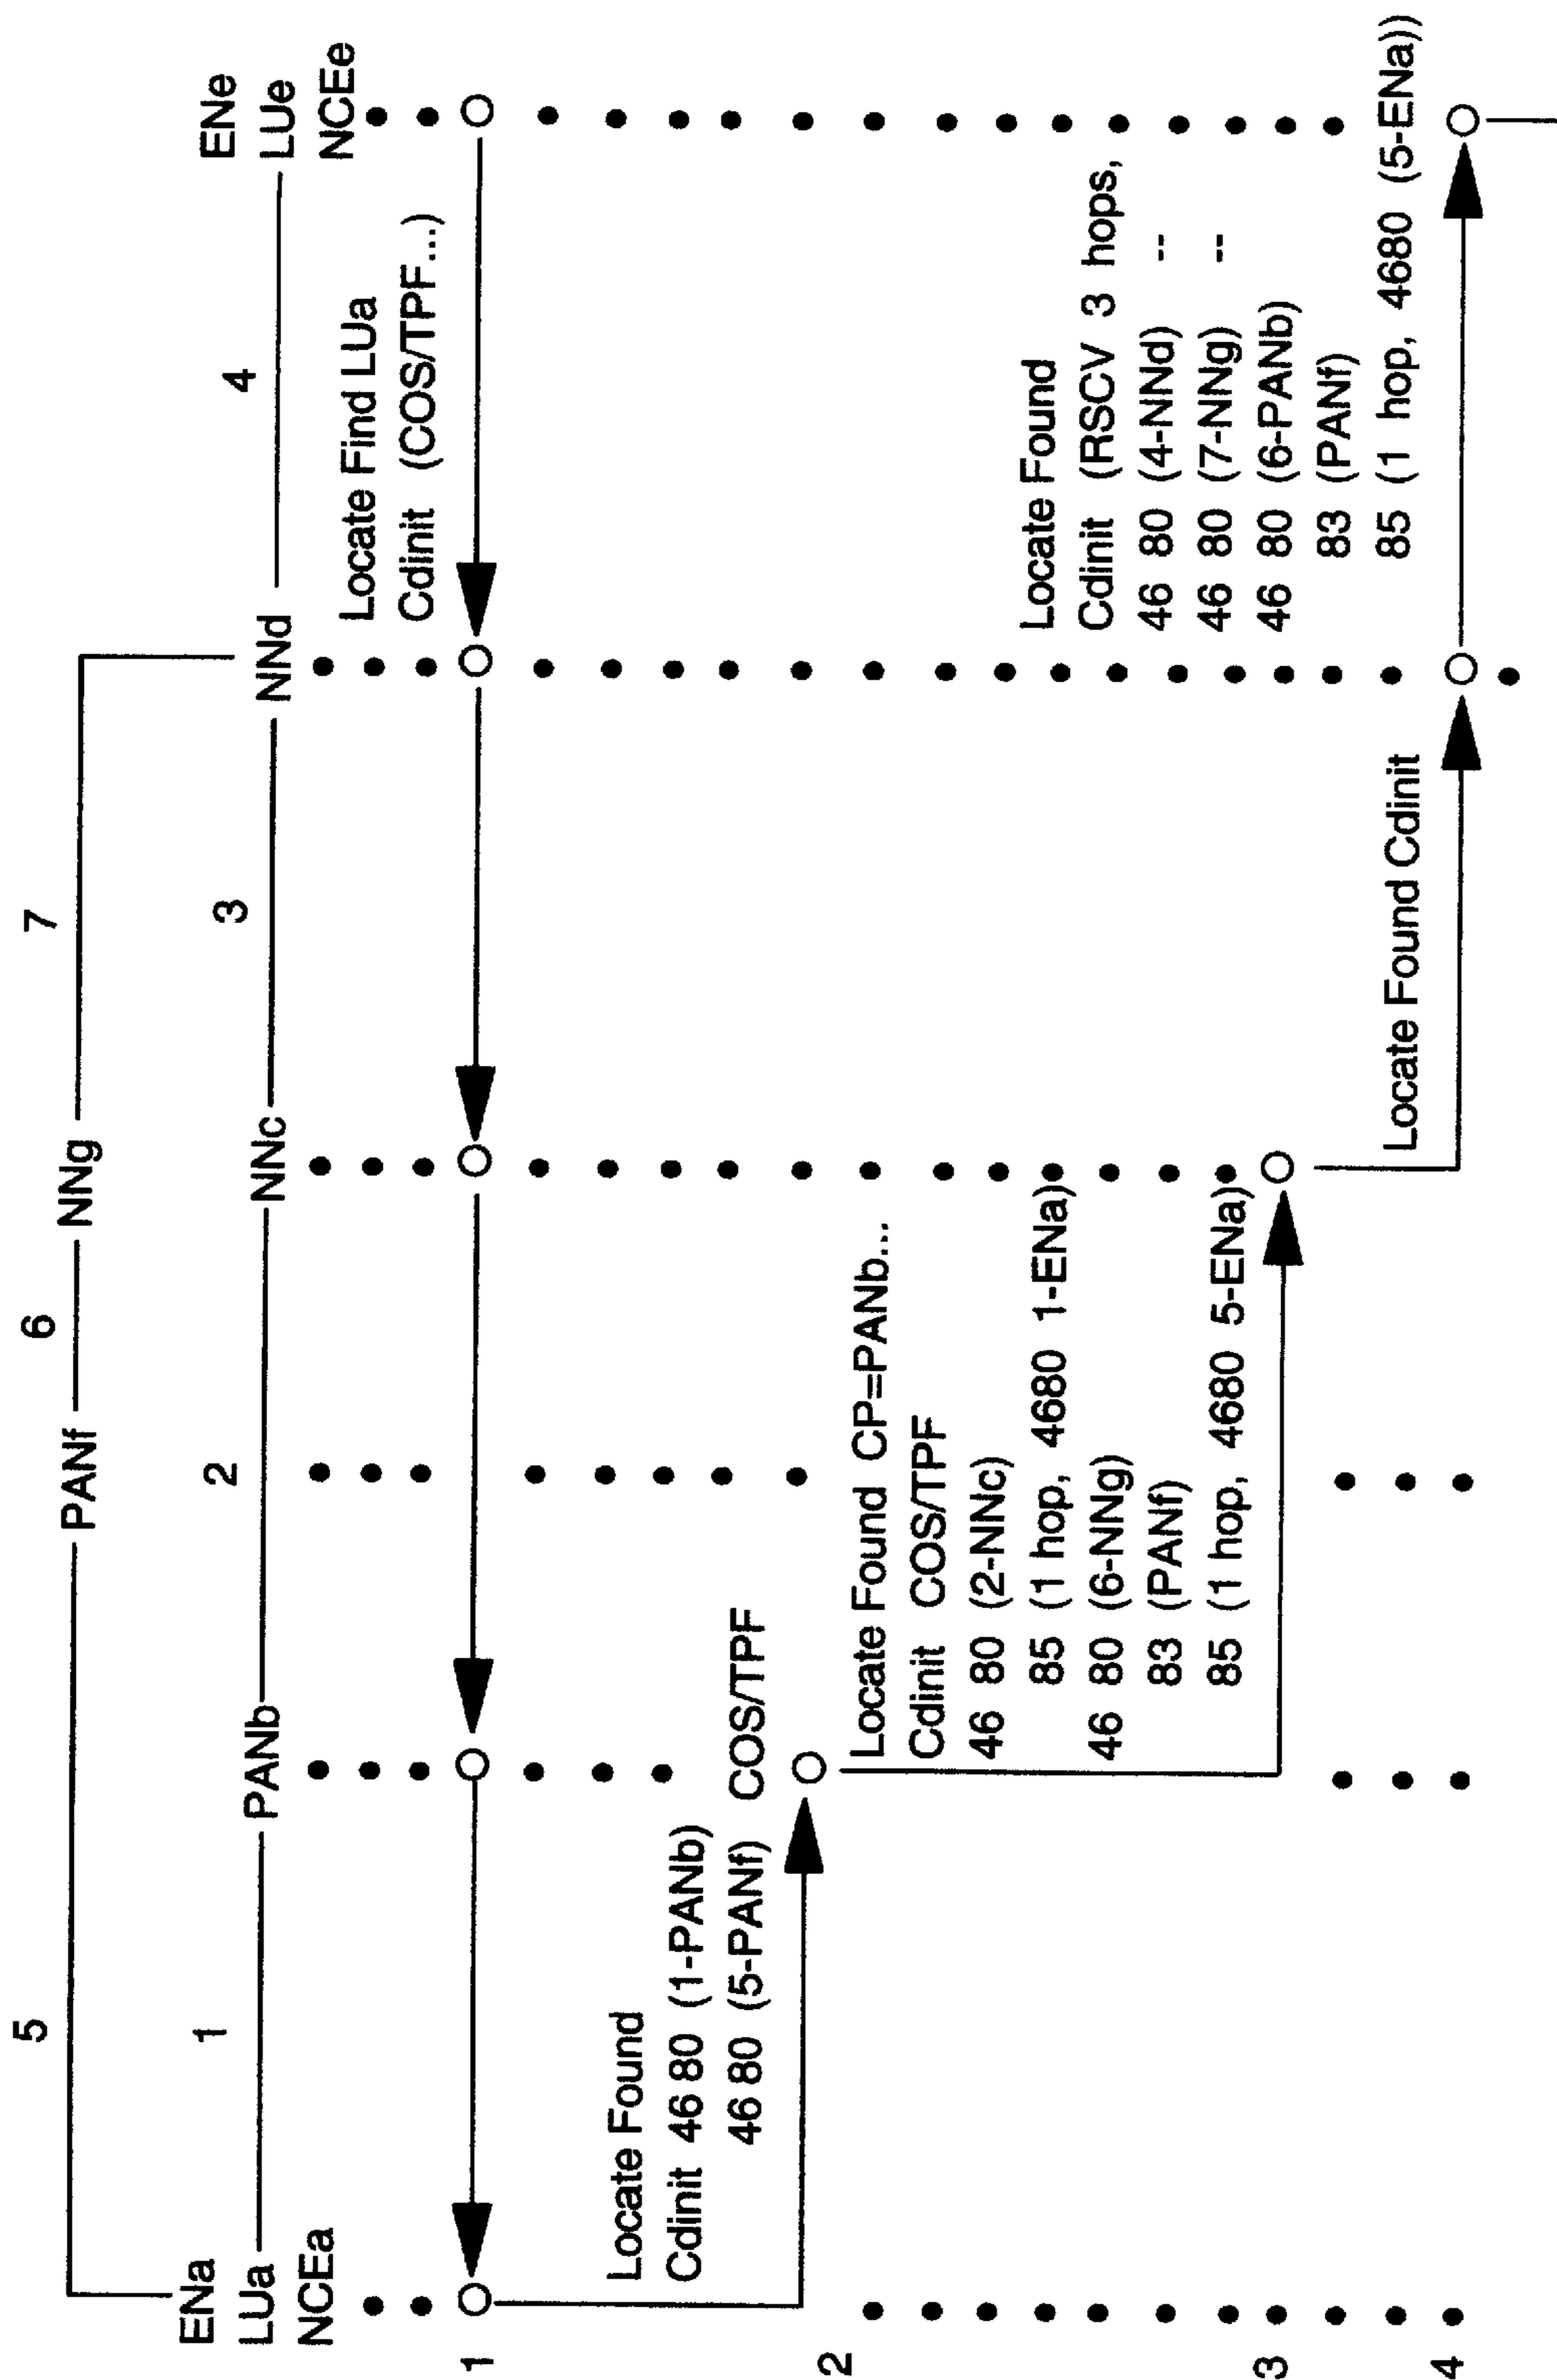 5
6
7
PANf
NNg
ENa
LUa
NCEa
1
PANb
2
NNc
3
NNd
4
ENe
LUe
NCEe
1
Locate Find LUa
Cdinit (COS/TPF...)
Locate Found
Cdinit 46 80 (1-PANb)
46 80 (5-PANf) COS/TPF
2
Locate Found CP=PANb...
Cdinit COS/TPF
46 80 (2-NNc)
85 (1 hop, 4680 1-ENa)
46 80 (6-NNg)
83 (PANf)
85 (1 hop, 4680 5-ENa)
3
Locate Found
Cdinit (RSCV 3 hops,
46 80 (4-NNd) --
46 80 (7-NNg) --
46 80 (6-PANb)
83 (PANf)
85 (1 hop, 4680 (5-ENa))
Locate Found Cdinit
4